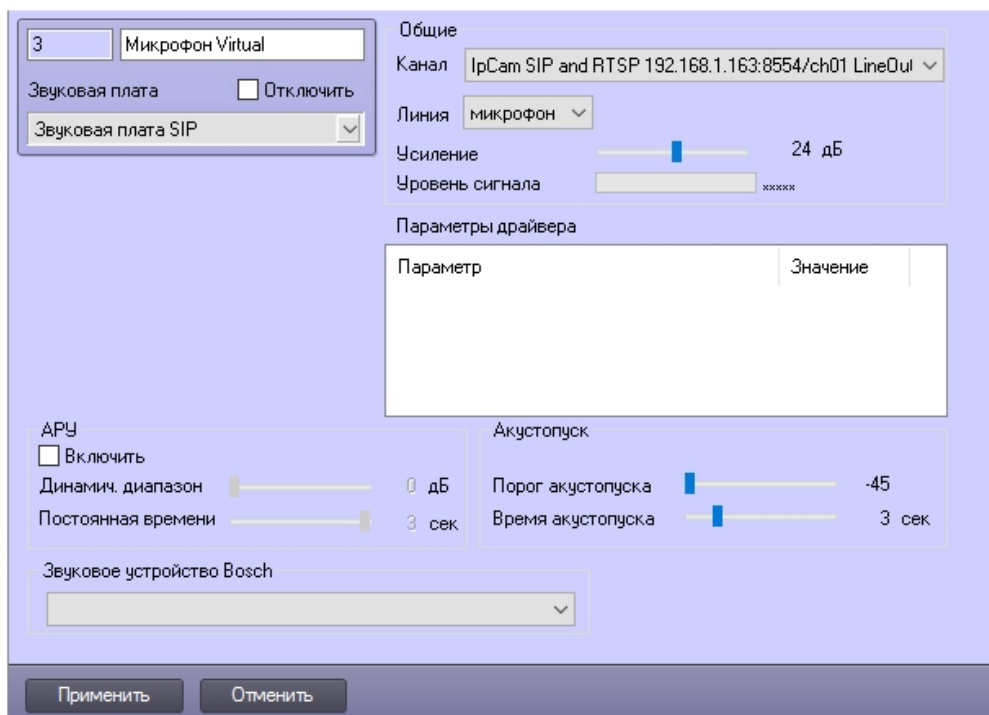 3
Микрофон Virtual
Звуковая плата
Отключить
Звуковая плата SIP
Общие
Канал
IpCam SIP and RTSP 192.168.1.163:8554/ch01 LineOut
Линия
микрофон
Усиление
24 дБ
Уровень сигнала
xxxxx
Параметры драйвера
Параметр
Значение
АРУ
Включить
Динамич. диапазон
0 дБ
Постоянная времени
3 сек
Акустопуск
Порог акустопуска
-45
Время акустопуска
3 сек
Звуковое устройство Bosch
Применить
Отменить